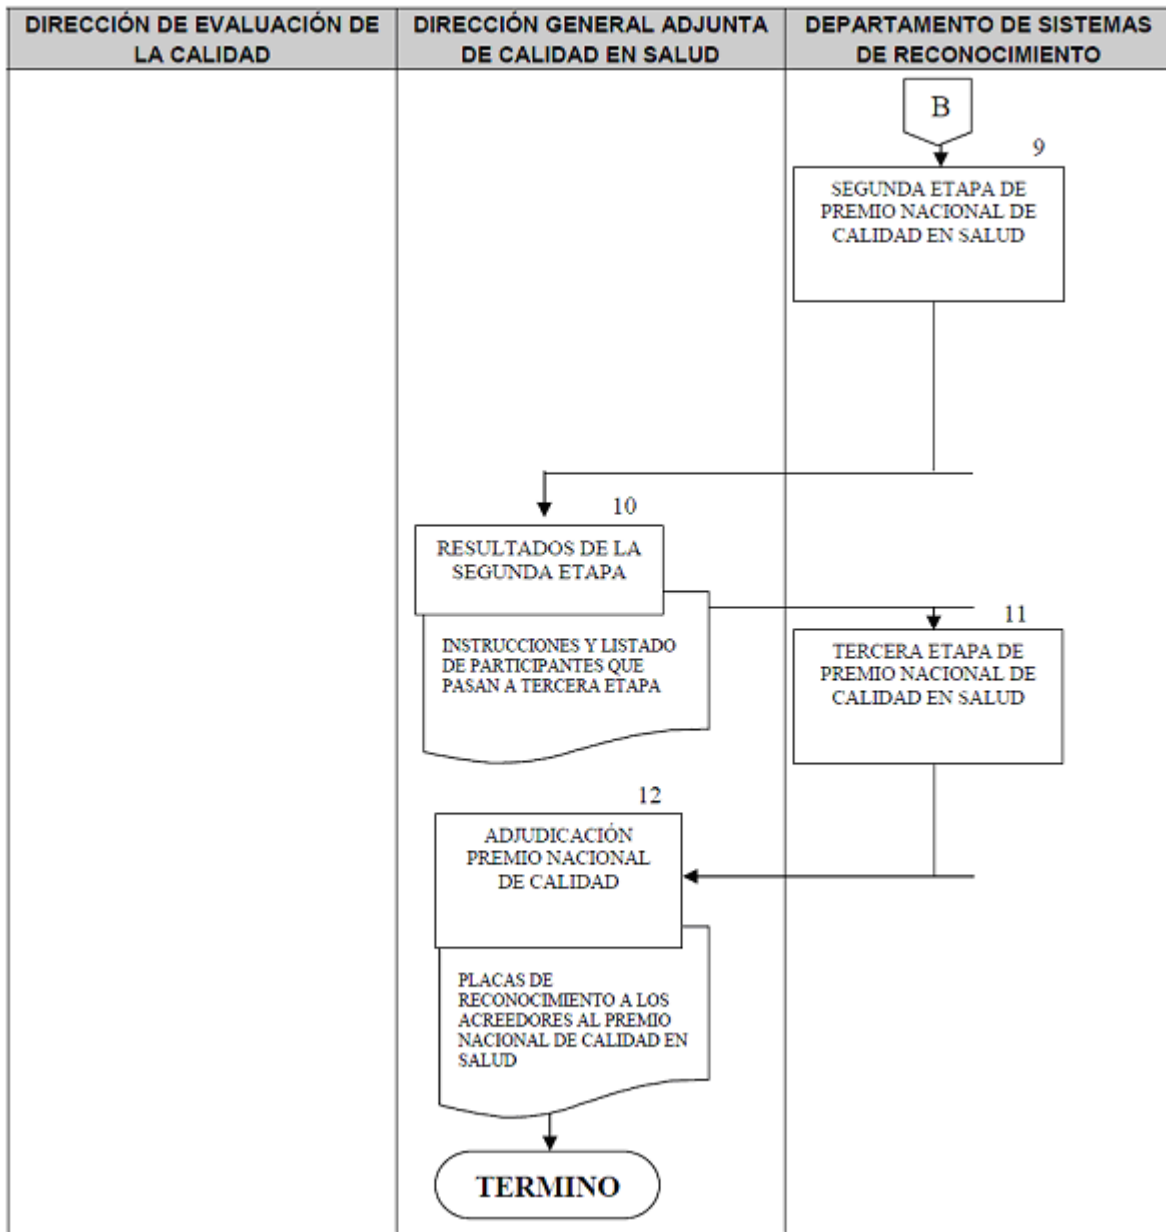 DIRECCIÓN DE EVALUACIÓN DE
LA CALIDAD
DIRECCIÓN GENERAL ADJUNTA
DE CALIDAD EN SALUD
DEPARTAMENTO DE SISTEMAS
DE RECONOCIMIENTO
B
9
SEGUNDA ETAPA DE
PREMIO NACIONAL DE
CALIDAD EN SALUD
10
RESULTADOS DE LA
SEGUNDA ETAPA
INSTRUCCIONES Y LISTADO
DE PARTICIPANTES QUE
PASAN A TERCERA ETAPA
11
TERCERA ETAPA DE
PREMIO NACIONAL DE
CALIDAD EN SALUD
12
ADJUDICACIÓN
PREMIO NACIONAL
DE CALIDAD
PLACAS DE
RECONOCIMIENTO A LOS
ACREEDORES AL PREMIO
NACIONAL DE CALIDAD EN
SALUD
TERMINO